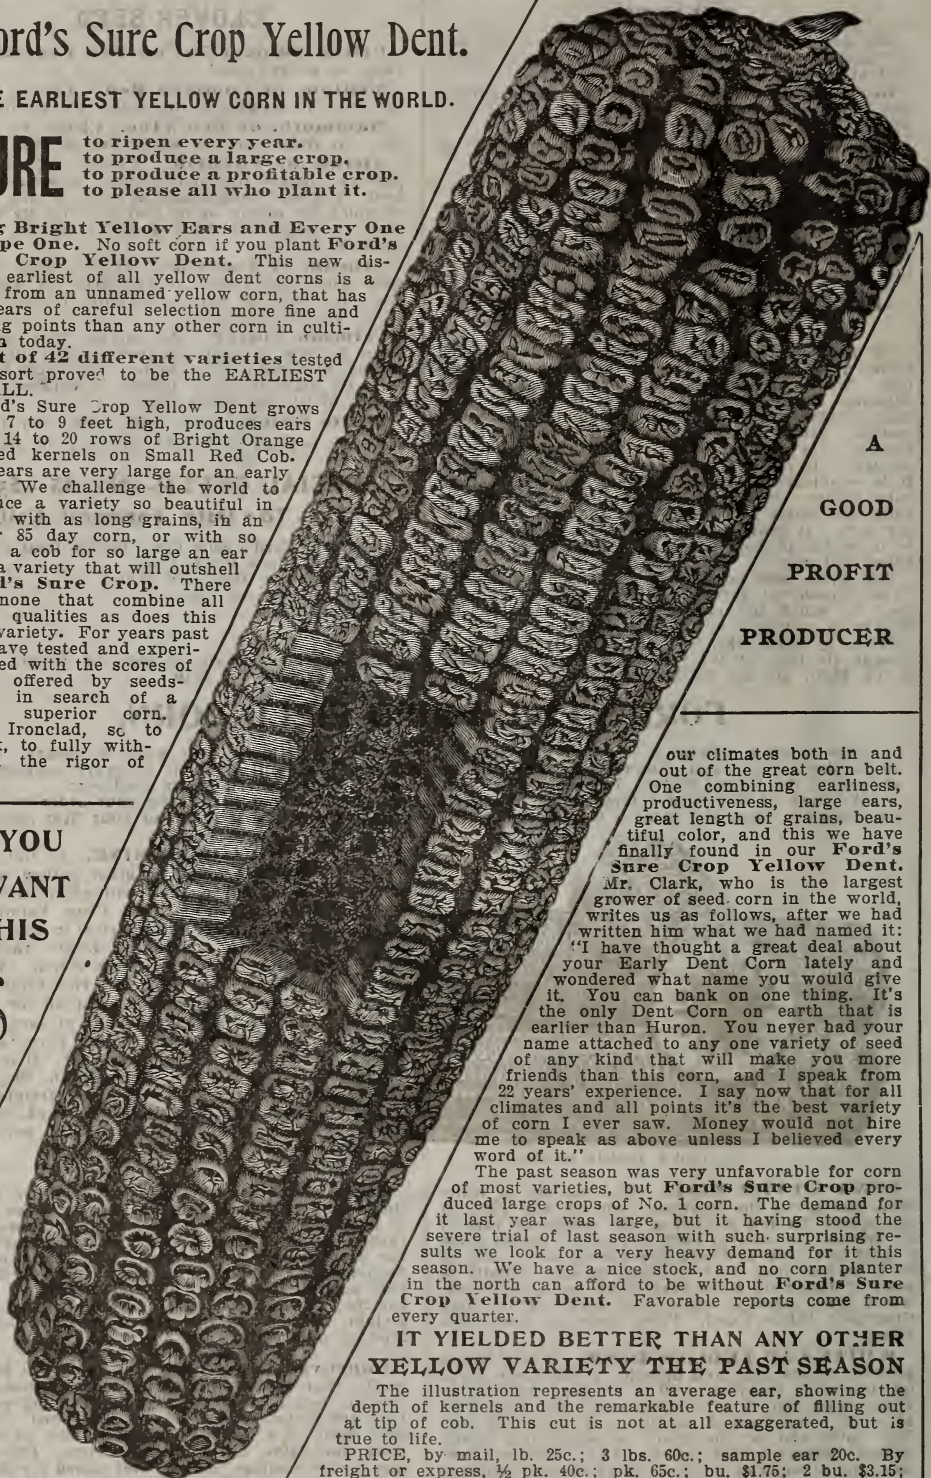 ord's Sure Crop Yellow Dent.
E EARLIEST YELLOW CORN IN THE WORLD.
URE
to ripen every year.
to produce a large crop.
to produce a profitable crop.
to please all who plant it.
g Bright Yellow Ears and Every One
pe One. No soft corn if you plant Ford's
Crop Yellow Dent. This new dis-
earliest of all yellow dent corns is a
from an unnamed yellow corn, that has
ears of careful selection more fine and
g points than any other corn in culti-
n today.
t of 42 different varieties tested
sort proved to be the EARLIEST
LL.
d's Sure Crop Yellow Dent grows
7 to 9 feet high, produces ears
14 to 20 rows of Bright Orange
ed kernels on Small Red Cob.
ears are very large for an early
We challenge the world to
ce a variety so beautiful in
with as long grains, in an
r 85 day corn, or with so
a cob for so large an ear
a variety that will outshell
l's Sure Crop. There
none that combine all
qualities as does this
variety. For years past
ave tested and experi-
ed with the scores of
offered by seeds-
in search of a
superior corn.
Ironclad, so to
, to fully with-
the rigor of
YOU
VANT
HIS
A
GOOD
PROFIT
PRODUCER
our climates both in and
out of the great corn belt.
One combining earliness,
productiveness, large ears,
great length of grains, beau-
tiful color, and this we have
finally found in our Ford's
Sure Crop Yellow Dent.
Mr. Clark, who is the largest
grower of seed corn in the world,
writes us as follows, after we had
written him what we had named it:
"I have thought a great deal about
your Early Dent Corn lately and
wondered what name you would give
it. You can bank on one thing. It's
the only Dent Corn on earth that is
earlier than Huron. You never had your
name attached to any one variety of seed
of any kind that will make you more
friends than this corn, and I speak from
22 years' experience. I say now that for all
climates and all points it's the best variety
of corn I ever saw. Money would not hire
me to speak as above unless I believed every
word of it."
The past season was very unfavorable for corn
of most varieties, but Ford's Sure Crop pro-
duced large crops of No. 1 corn. The demand for
it last year was large, but it having stood the
severe trial of last season with such surprising re-
sults we look for a very heavy demand for it this
season. We have a nice stock, and no corn planter
in the north can afford to be without Ford's Sure
Crop Yellow Dent. Favorable reports come from
every quarter.
IT YIELDED BETTER THAN ANY OTHER
YELLOW VARIETY THE PAST SEASON
The illustration represents an average ear, showing the
depth of kernels and the remarkable feature of filling out
at tip of cob. This cut is not at all exaggerated, but is
true to life.
PRICE, by mail, lb. 25c.; 3 lbs. 60c.; sample ear 20c. By
freight or express, ½ pk. 40c.; pk. 65c.; bu. $1.75; 2 bu. $3.15;